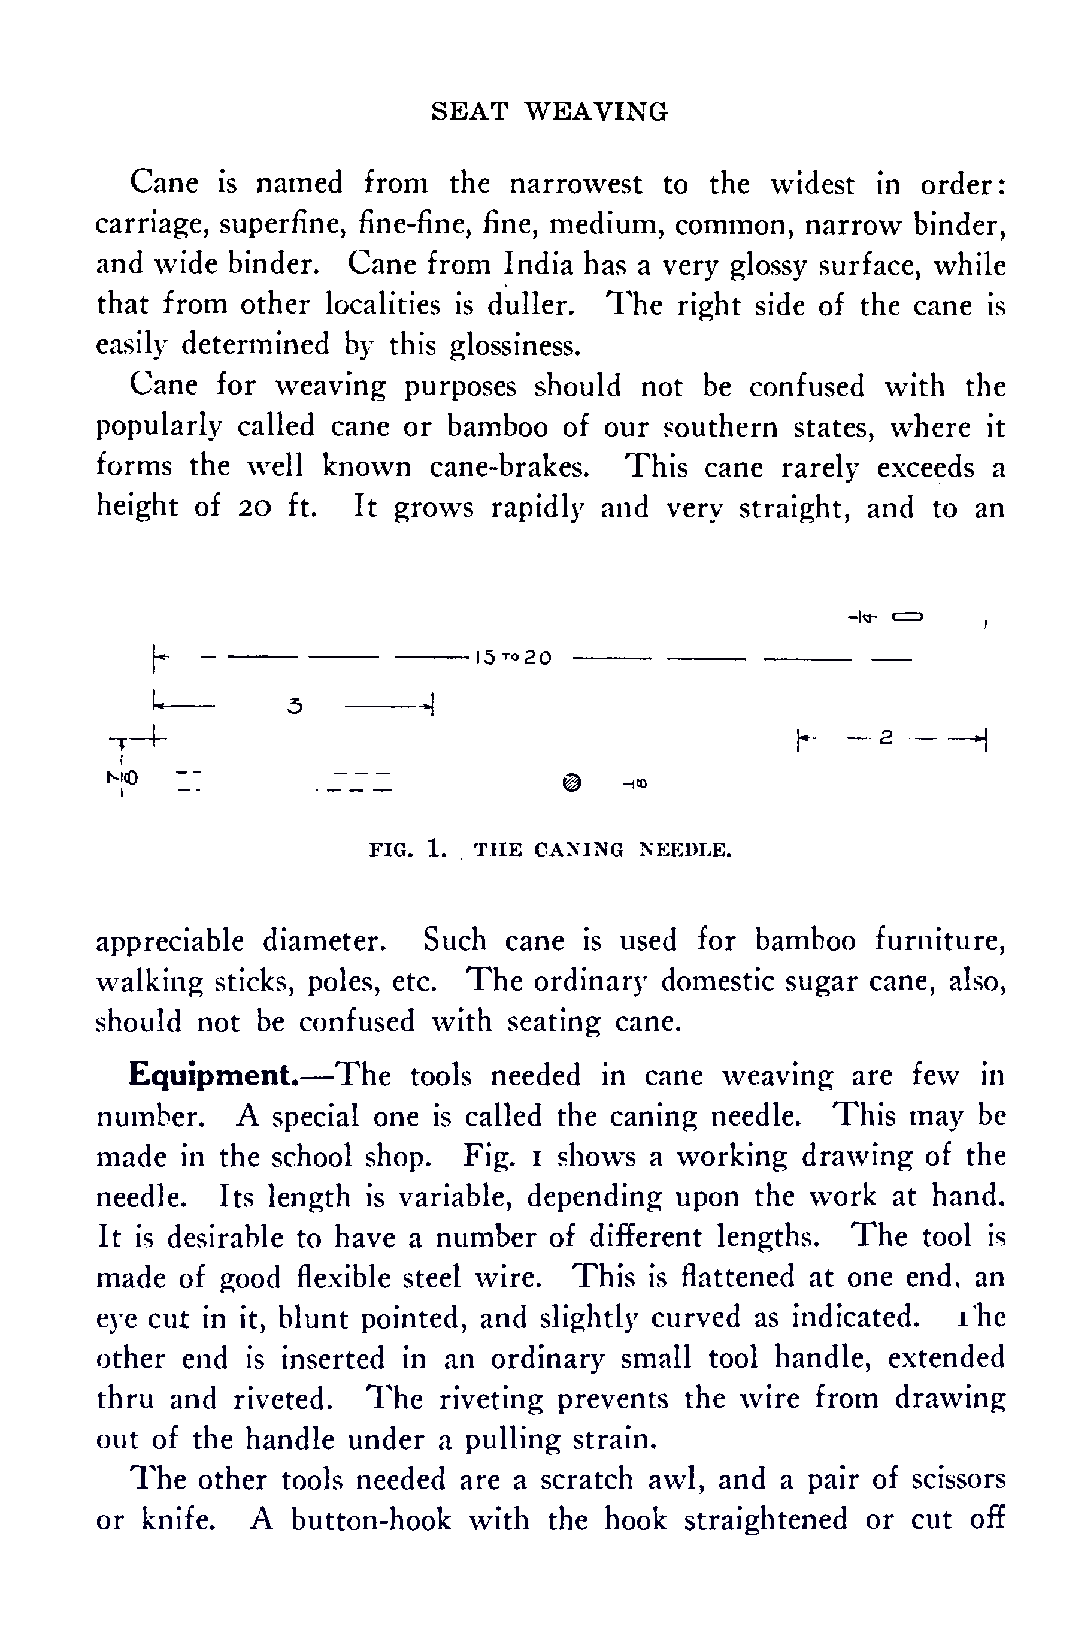 SEAT WEAVING
Cane is named from the narrowest to the widest in order:
carriage, superfine, fine-fine, fine, medium, common, narrow binder,
and wide binder. Cane from India has a very glossy surface, while
that from other localities is duller. The right side of the cane is
easily determined by this glossiness.
Cane for weaving purposes should not be confused with the
popularly called cane or bamboo of our southern states, where it
forms the well known cane-brakes. This cane rarely exceeds a
height of 20 ft. It grows rapidly and very straight, and to an
15 TO 20
3
2
7/8
1/8
FIG. 1. THE CANING NEEDLE.
appreciable diameter. Such cane is used for bamboo furniture,
walking sticks, poles, etc. The ordinary domestic sugar cane, also,
should not be confused with seating cane.
Equipment.—The tools needed in cane weaving are few in
number. A special one is called the caning needle. This may be
made in the school shop. Fig. 1 shows a working drawing of the
needle. Its length is variable, depending upon the work at hand.
It is desirable to have a number of different lengths. The tool is
made of good flexible steel wire. This is flattened at one end, an
eye cut in it, blunt pointed, and slightly curved as indicated. The
other end is inserted in an ordinary small tool handle, extended
thru and riveted. The riveting prevents the wire from drawing
out of the handle under a pulling strain.
The other tools needed are a scratch awl, and a pair of scissors
or knife. A button-hook with the hook straightened or cut off